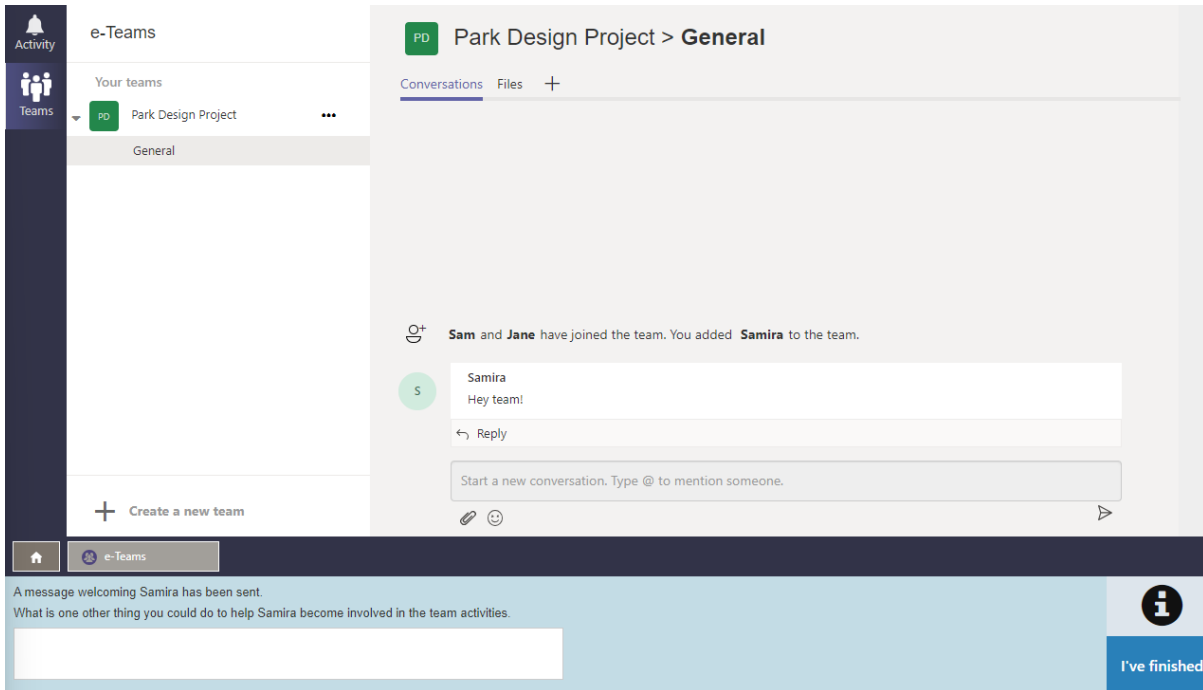 Activity
Teams
e-Teams
Your teams
PD Park Design Project •••
General
+ Create a new team
PD Park Design Project > General
Conversations Files +
Sam and Jane have joined the team. You added Samira to the team.
S
Samira
Hey team!
Reply
Start a new conversation. Type @ to mention someone.
e-Teams
A message welcoming Samira has been sent.
What is one other thing you could do to help Samira become involved in the team activities.
i
I've finished